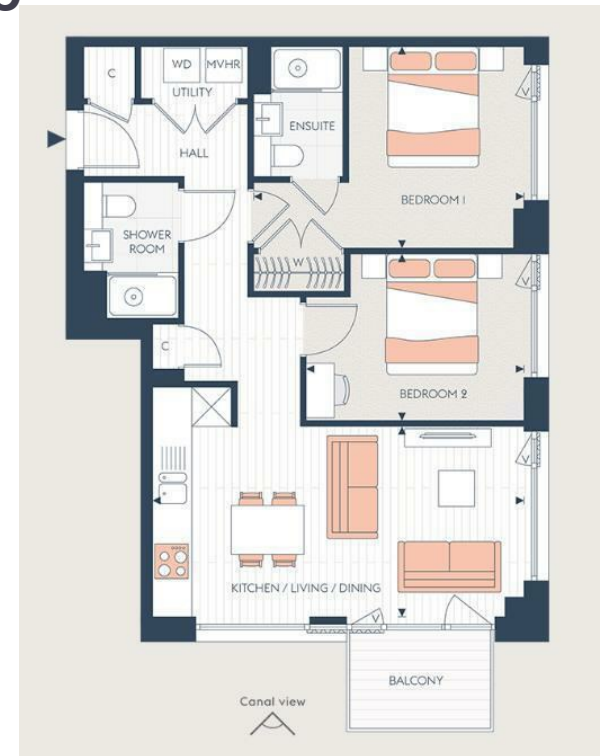 C
WD
MVHR
UTILITY
HALL
ENSUITE
BEDROOM 1
SHOWER
ROOM
W
C
BEDROOM 2
KITCHEN / LIVING / DINING
V
V
V
V
BALCONY
Canal view